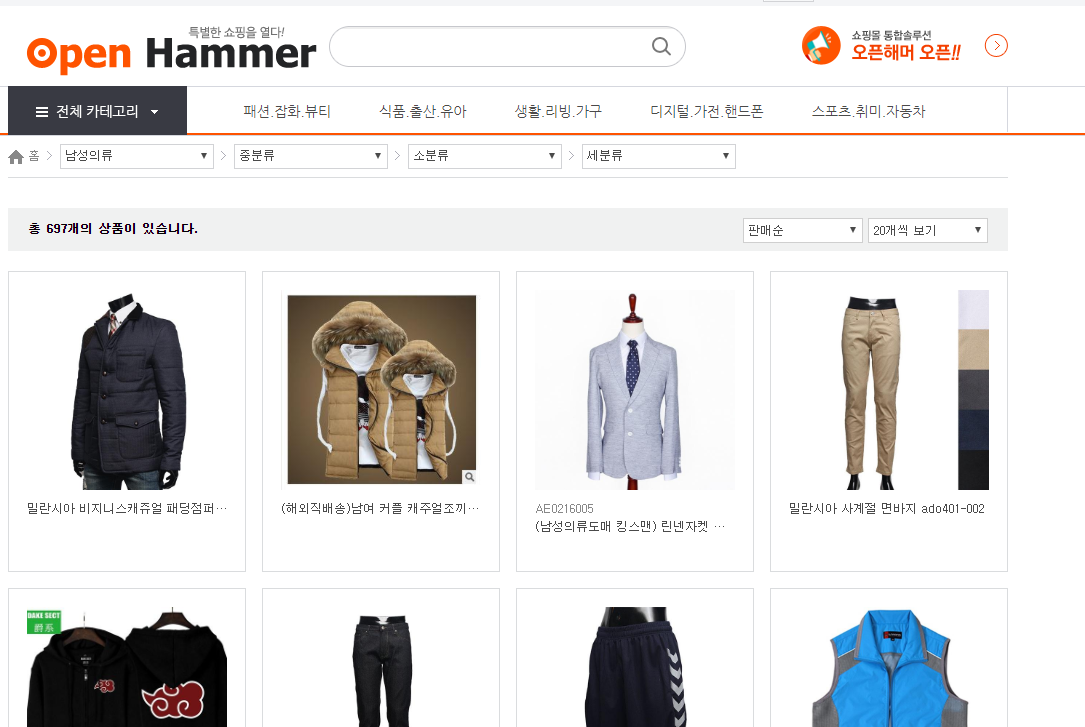 특별한 쇼핑을 열다!
Open Hammer
쇼핑몰 통합솔루션
오픈해머 오픈!!
전체 카테고리
패션.잡화.뷰티
식품.출산.유아
생활.리빙.가구
디지털.가전.핸드폰
스포츠.취미.자동차
홈
남성의류
중분류
소분류
세분류
총 697개의 상품이 있습니다.
판매순
20개씩 보기
밀란시아 비지니스캐쥬얼 패딩점퍼…
(해외직배송)남여 커플 캐주얼조끼…
AE0216005
(남성의류도매 킹스맨) 린넨자켓 …
밀란시아 사계절 면바지 ado401-002
DAKE SECT
爵系